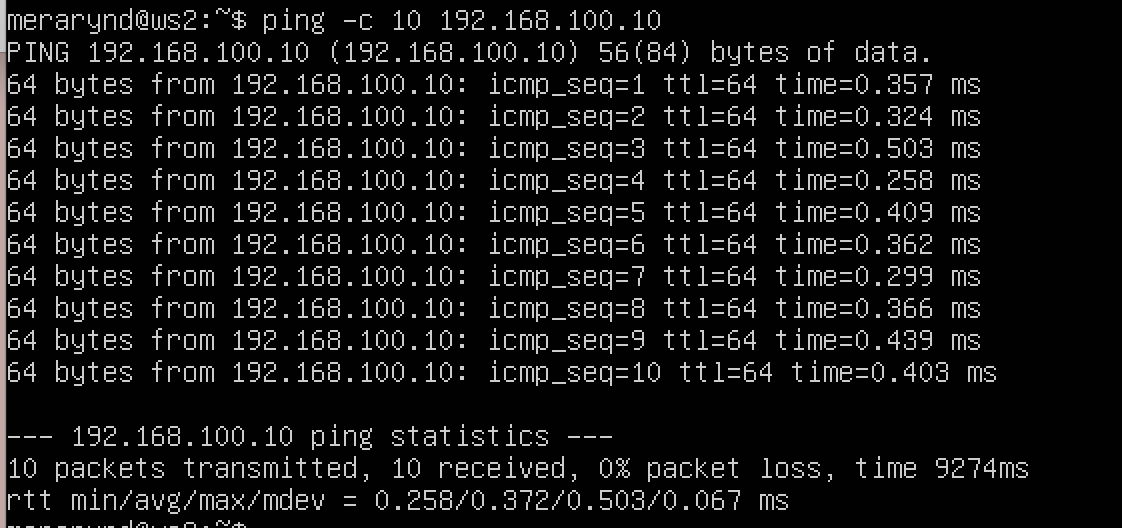 merarynd@ws2:~$ ping -c 10 192.168.100.10
PING 192.168.100.10 (192.168.100.10) 56(84) bytes of data.
64 bytes from 192.168.100.10: icmp_seq=1 ttl=64 time=0.357 ms
64 bytes from 192.168.100.10: icmp_seq=2 ttl=64 time=0.324 ms
64 bytes from 192.168.100.10: icmp_seq=3 ttl=64 time=0.503 ms
64 bytes from 192.168.100.10: icmp_seq=4 ttl=64 time=0.258 ms
64 bytes from 192.168.100.10: icmp_seq=5 ttl=64 time=0.409 ms
64 bytes from 192.168.100.10: icmp_seq=6 ttl=64 time=0.362 ms
64 bytes from 192.168.100.10: icmp_seq=7 ttl=64 time=0.299 ms
64 bytes from 192.168.100.10: icmp_seq=8 ttl=64 time=0.366 ms
64 bytes from 192.168.100.10: icmp_seq=9 ttl=64 time=0.439 ms
64 bytes from 192.168.100.10: icmp_seq=10 ttl=64 time=0.403 ms
--- 192.168.100.10 ping statistics ---
10 packets transmitted, 10 received, 0% packet loss, time 9274ms
rtt min/avg/max/mdev = 0.258/0.372/0.503/0.067 ms
merarynd@ws2:~$